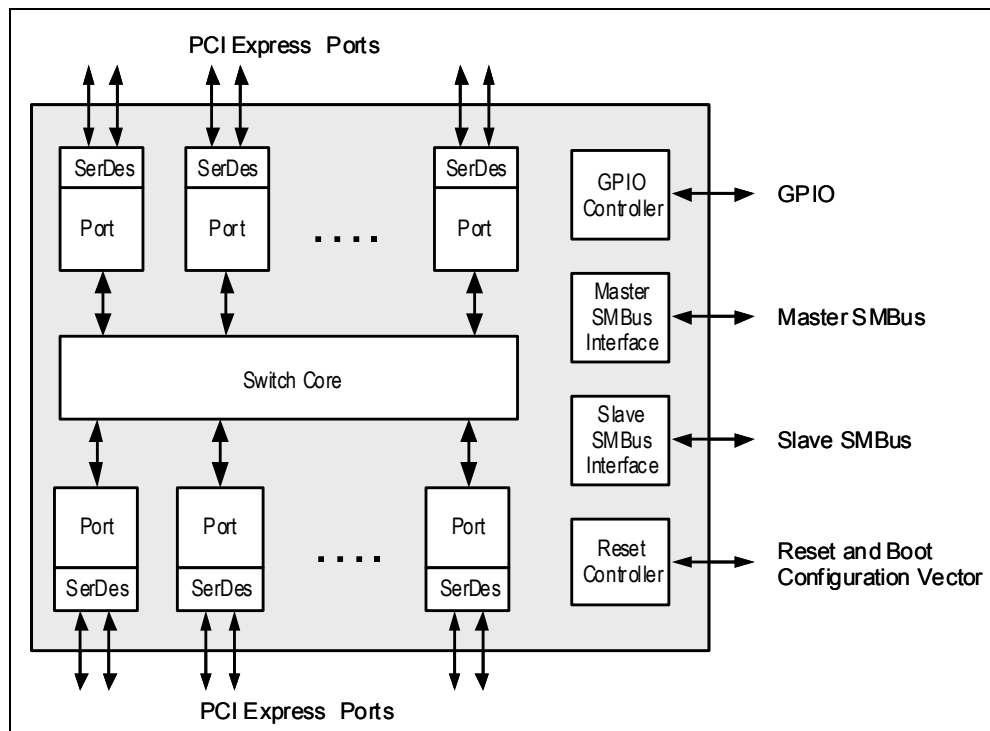 PCI Express Ports
SerDes
SerDes
SerDes
Port
Port
Port
. . . .
GPIO
Controller
GPIO
Master
SMBus
Interface
Master SMBus
Switch Core
Slave
SMBus
Interface
Slave SMBus
Port
Port
Port
. . . .
SerDes
SerDes
SerDes
Reset
Controller
Reset and Boot
Configuration Vector
PCI Express Ports